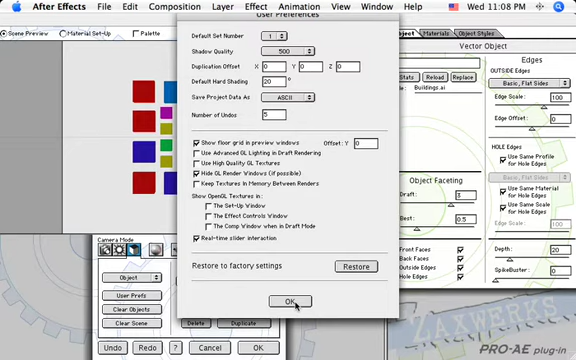 After Effects File Edit Composition Layer Effect Animation View Window USA Wed 11:08 PM
User Preferences
Scene Preview Material Set-Up Palette
Object Materials Object Styles
Vector Object
Default Set Number 1
Shadow Quality 500
Duplication Offset X 0 Y 0 Z 0
Default Hard Shading 20 °
Save Project Data As ASCII
Number of Undos 5
Show floor grid in preview windows Offset: Y 0
Use Advanced GL Lighting in Draft Rendering
Use High Quality GL Textures
Hide GL Render Windows (if possible)
Keep Textures In Memory Between Renders
Show OpenGL Textures in:
The Set-Up Window
The Effect Controls Window
The Comp Window when in Draft Mode
Real-time slider interaction
Restore to factory settings Restore
OK
Stats Reload Replace
Buildings.ai
Edges
OUTSIDE Edges
Basic, Flat Sides
Edge Scale: 100
Edge Offset: 0
HOLE Edges
Use Same Profile
for Hole Edges
Basic, Flat Sides
Use Same Material
for Hole Edges
Use Same Scale
for Hole Edges
Depth: 20
SpikeBuster: 0
Object Faceting
Draft: 3
Best: 0.5
Front Faces
Back Faces
Outside Edges
Hole Edges
Camera Mode
Object
User Prefs
Clear Objects
Clear Scene
Delete Duplicate
Undo Redo ? Cancel OK
ZAXWERKS
PRO-AE plug-in